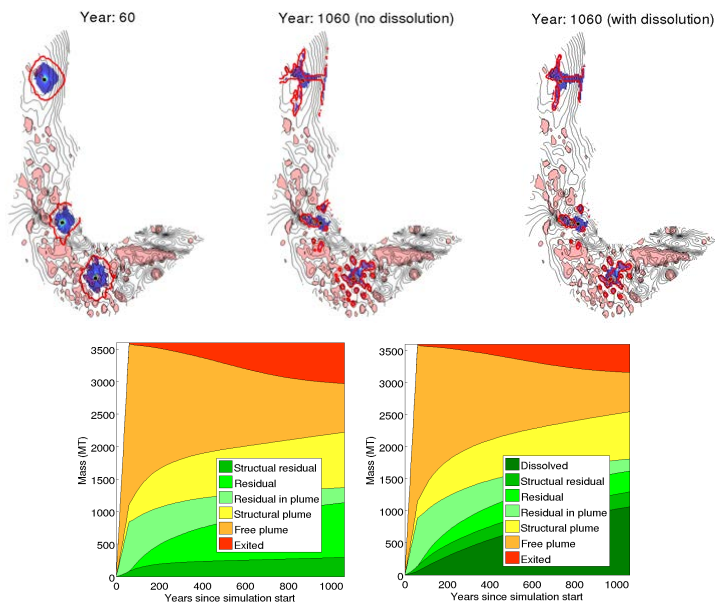 Year: 60
Year: 1060 (no dissolution)
Year: 1060 (with dissolution)
3500
3000
2500
2000
1500
1000
500
0
Mass (MT)
Structual residual
Residual
Residual in plume
Structural plume
Free plume
Exited
0 200 400 600 800 1000
Years since simulation start
3500
3000
2500
2000
1500
1000
500
0
Mass (MT)
Dissolved
Structual residual
Residual
Residual in plume
Structural plume
Free plume
Exited
0 200 400 600 800 1000
Years since simulation start